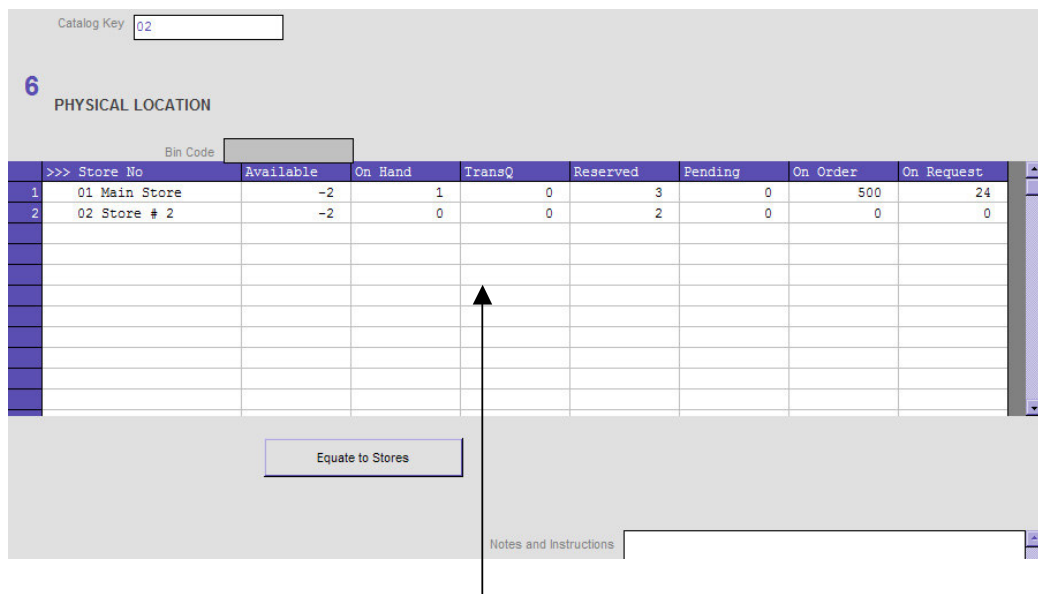 Catalog Key 02
6
PHYSICAL LOCATION
Bin Code
>>> Store No Available On Hand TransQ Reserved Pending On Order On Request
1 01 Main Store -2 1 0 3 0 500 24
2 02 Store # 2 -2 0 0 2 0 0 0
Equate to Stores
Notes and Instructions